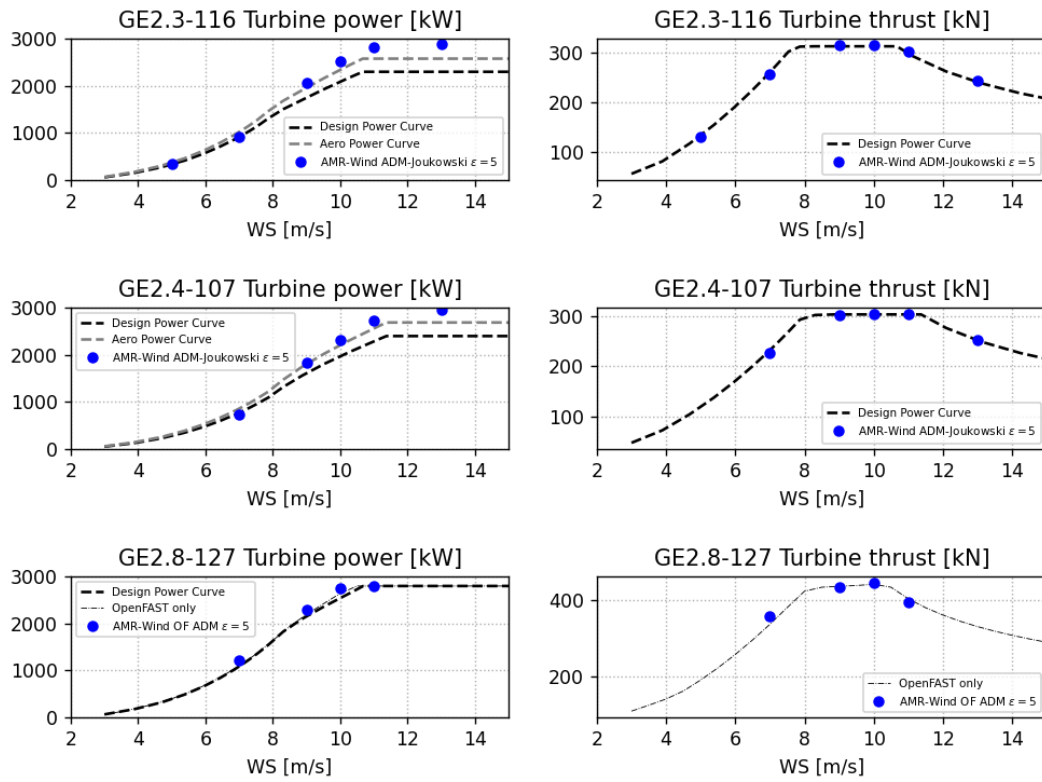 GE2.3-116 Turbine power [kW]
3000
2000
1000
0
Design Power Curve
Aero Power Curve
AMR-Wind ADM-Joukowski ε = 5
2 4 6 8 10 12 14
WS [m/s]
GE2.3-116 Turbine thrust [kN]
300
200
100
Design Power Curve
AMR-Wind ADM-Joukowski ε = 5
2 4 6 8 10 12 14
WS [m/s]
GE2.4-107 Turbine power [kW]
3000
2000
1000
0
Design Power Curve
Aero Power Curve
AMR-Wind ADM-Joukowski ε = 5
2 4 6 8 10 12 14
WS [m/s]
GE2.4-107 Turbine thrust [kN]
300
200
100
Design Power Curve
AMR-Wind ADM-Joukowski ε = 5
2 4 6 8 10 12 14
WS [m/s]
GE2.8-127 Turbine power [kW]
3000
2000
1000
0
Design Power Curve
OpenFAST only
AMR-Wind OF ADM ε = 5
2 4 6 8 10 12 14
WS [m/s]
GE2.8-127 Turbine thrust [kN]
400
200
OpenFAST only
AMR-Wind OF ADM ε = 5
2 4 6 8 10 12 14
WS [m/s]